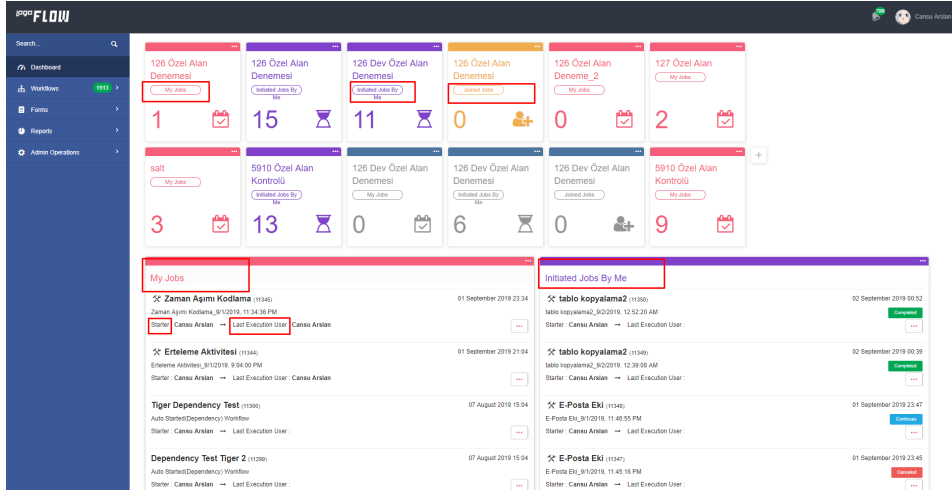 logo FLOW
796
Cansu Arslan
Search...
Dashboard
Workflows
1913
Forms
Reports
Admin Operations
126 Özel Alan Denemesi
My Jobs
1
126 Özel Alan Denemesi
Initiated Jobs By Me
15
126 Dev Özel Alan Denemesi
Initiated Jobs By Me
11
126 Özel Alan Denemesi
Joined Jobs
0
126 Özel Alan Deneme_2
My Jobs
0
127 Özel Alan
My Jobs
2
salt
My Jobs
3
5910 Özel Alan Kontrolü
Initiated Jobs By Me
13
126 Dev Özel Alan Denemesi
My Jobs
0
126 Dev Özel Alan Denemesi
Initiated Jobs By Me
6
126 Dev Özel Alan Denemesi
Joined Jobs
0
5910 Özel Alan Kontrolü
My Jobs
9
+
My Jobs
Zaman Aşımı Kodlama (11345)
01 September 2019 23:34
Zaman Aşımı Kodlama_9/1/2019, 11:34:36 PM
Starter : Cansu Arslan → Last Execution User : Cansu Arslan
Erteleme Aktivitesi (11344)
01 September 2019 21:04
Erteleme Aktivitesi_9/1/2019, 9:04:00 PM
Starter : Cansu Arslan → Last Execution User : Cansu Arslan
Tiger Dependency Test (11300)
07 August 2019 15:04
Auto Started(Dependency) Workflow
Starter : Cansu Arslan → Last Execution User :
Dependency Test Tiger 2 (11299)
07 August 2019 15:04
Auto Started(Dependency) Workflow
Starter : Cansu Arslan → Last Execution User :
Initiated Jobs By Me
tablo kopyalama2 (11350)
02 September 2019 00:52
tablo kopyalama2_9/2/2019, 12:52:20 AM
Completed
Starter : Cansu Arslan → Last Execution User :
tablo kopyalama2 (11349)
02 September 2019 00:39
tablo kopyalama2_9/2/2019, 12:39:08 AM
Completed
Starter : Cansu Arslan → Last Execution User :
E-Posta Eki (11348)
01 September 2019 23:47
E-Posta Eki_9/1/2019, 11:46:55 PM
Continues
Starter : Cansu Arslan → Last Execution User :
E-Posta Eki (11347)
01 September 2019 23:45
E-Posta Eki_9/1/2019, 11:45:16 PM
Canceled
Starter : Cansu Arslan → Last Execution User :